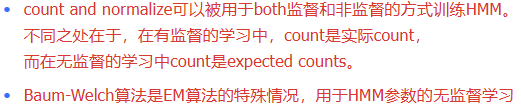 count and normalize可以被用于both监督和非监督的方式训练HMM。
不同之处在于，在有监督的学习中，count是实际count，
而在无监督的学习中count是expected counts。
Baum-Welch算法是EM算法的特殊情况，用于HMM参数的无监督学习